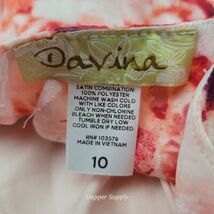 Davina
SATIN COMBINATION
100% POLYESTER
MACHINE WASH COLD
WITH LIKE COLORS
ONLY NON-CHLORINE
BLEACH WHEN NEEDED
TUMBLE DRY LOW
COOL IRON IF NEEDED
RN# 103579
MADE IN VIETNAM
10
Dapper Supply